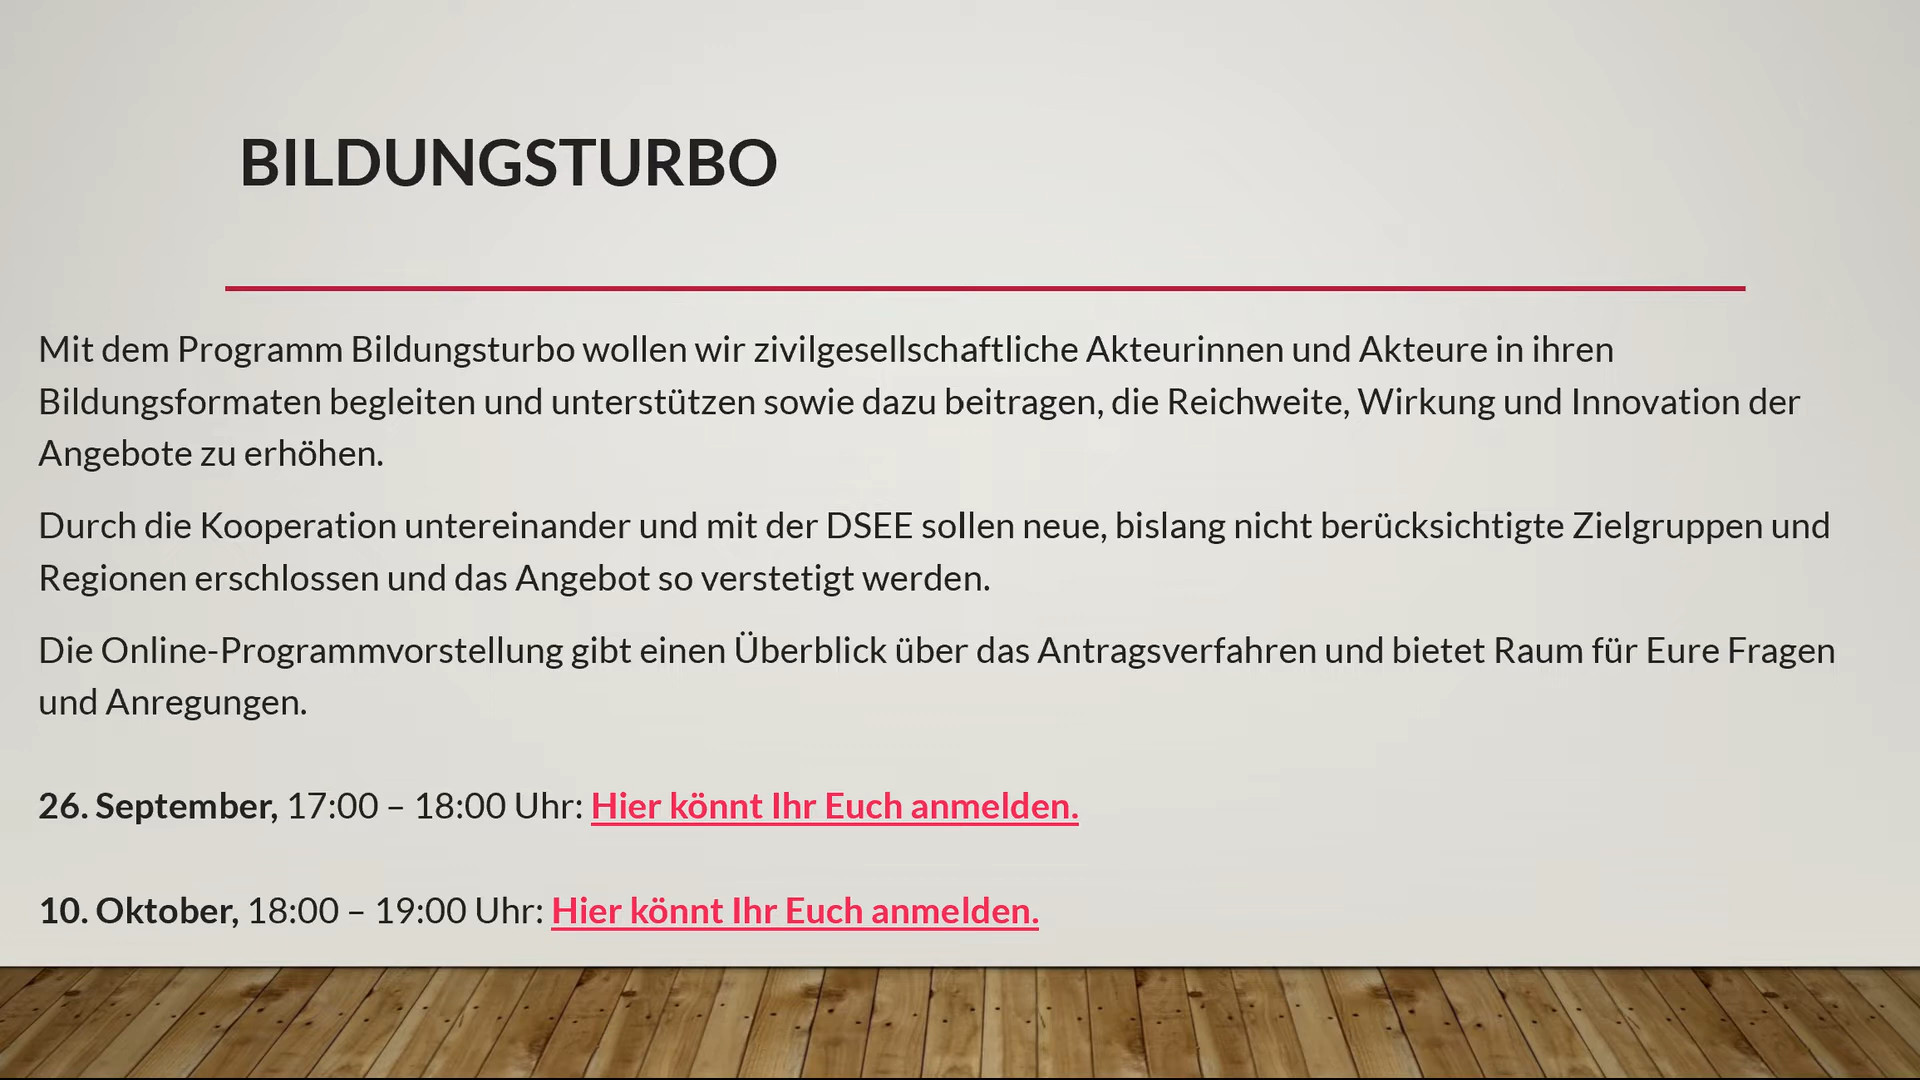 BILDUNGSTURBO
Mit dem Programm Bildungsturbo wollen wir zivilgesellschaftliche Akteurinnen und Akteure in ihren
Bildungsformaten begleiten und unterstützen sowie dazu beitragen, die Reichweite, Wirkung und Innovation der
Angebote zu erhöhen.
Durch die Kooperation untereinander und mit der DSEE sollen neue, bislang nicht berücksichtigte Zielgruppen und
Regionen erschlossen und das Angebot so verstetigt werden.
Die Online-Programmvorstellung gibt einen Überblick über das Antragsverfahren und bietet Raum für Eure Fragen
und Anregungen.
26. September, 17:00 – 18:00 Uhr: Hier könnt Ihr Euch anmelden.
10. Oktober, 18:00 – 19:00 Uhr: Hier könnt Ihr Euch anmelden.